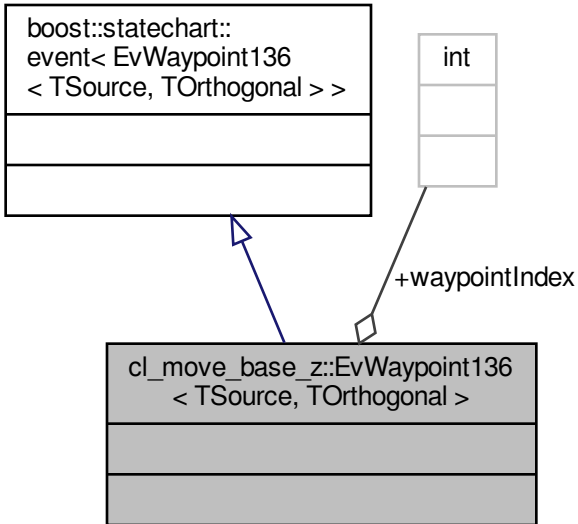 boost::statechart::
event< EvWaypoint136
< TSource, TOrthogonal > >
int
+waypointIndex
cl_move_base_z::EvWaypoint136
< TSource, TOrthogonal >